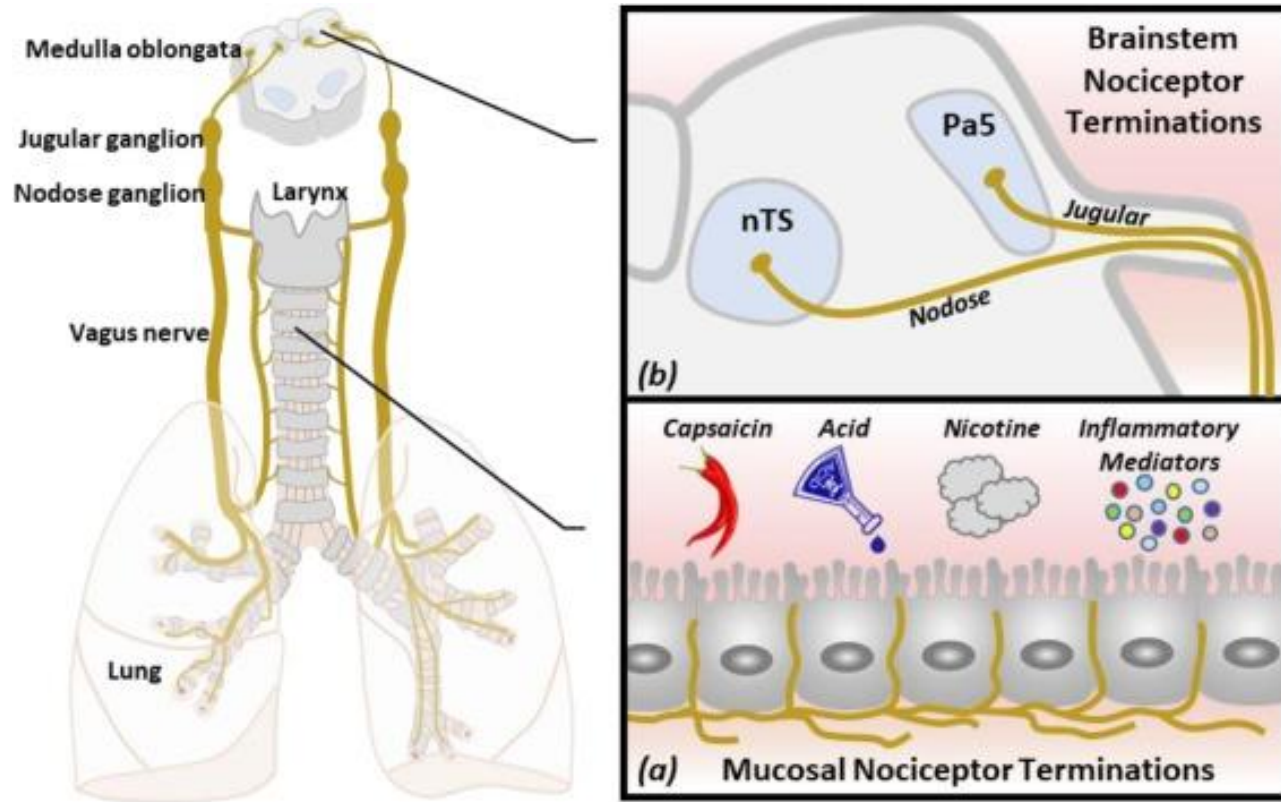 Medulla oblongata
Jugular ganglion
Nodose ganglion
Larynx
Vagus nerve
Lung
Brainstem
Nociceptor
Terminations
Pa5
nTS
Jugular
Nodose
(b)
Capsaicin
Acid
Nicotine
Inflammatory
Mediators
(a) Mucosal Nociceptor Terminations